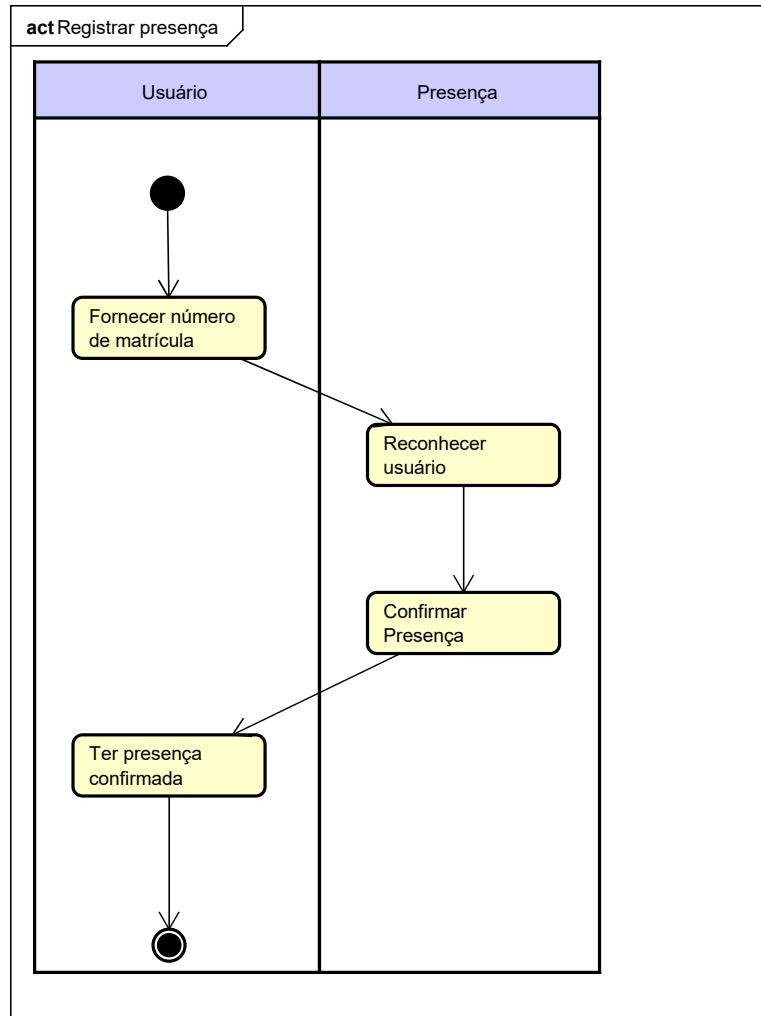 act Registrar presença
Usuário
Presença
Fornecer número
de matrícula
Reconhecer
usuário
Confirmar
Presença
Ter presença
confirmada